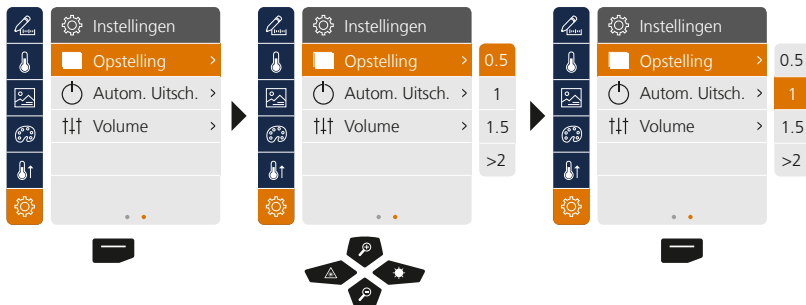 Instellingen
Opstelling
Autom. Uitsch.
Volume
Instellingen
Opstelling
Autom. Uitsch.
Volume
0.5
1
1.5
>2
Instellingen
Opstelling
Autom. Uitsch.
Volume
0.5
1
1.5
>2